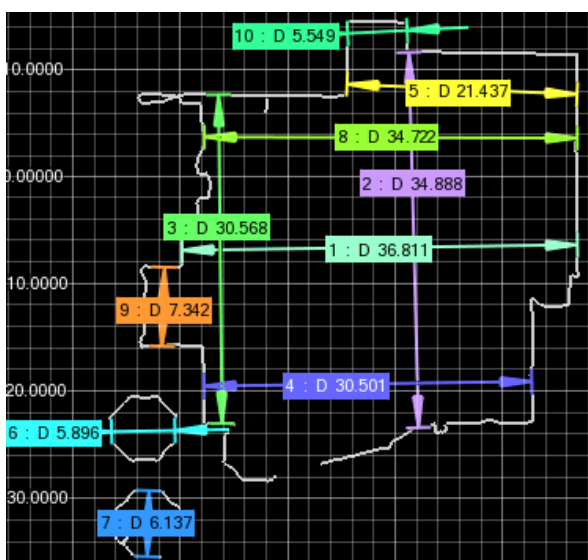 10 : D 5.549
10.0000
5 : D 21.437
8 : D 34.722
0.00000
2 : D 34.888
3 : D 30.568
1 : D 36.811
10.0000
9 : D 7.342
20.0000
4 : D 30.501
6 : D 5.896
30.0000
7 : D 6.137